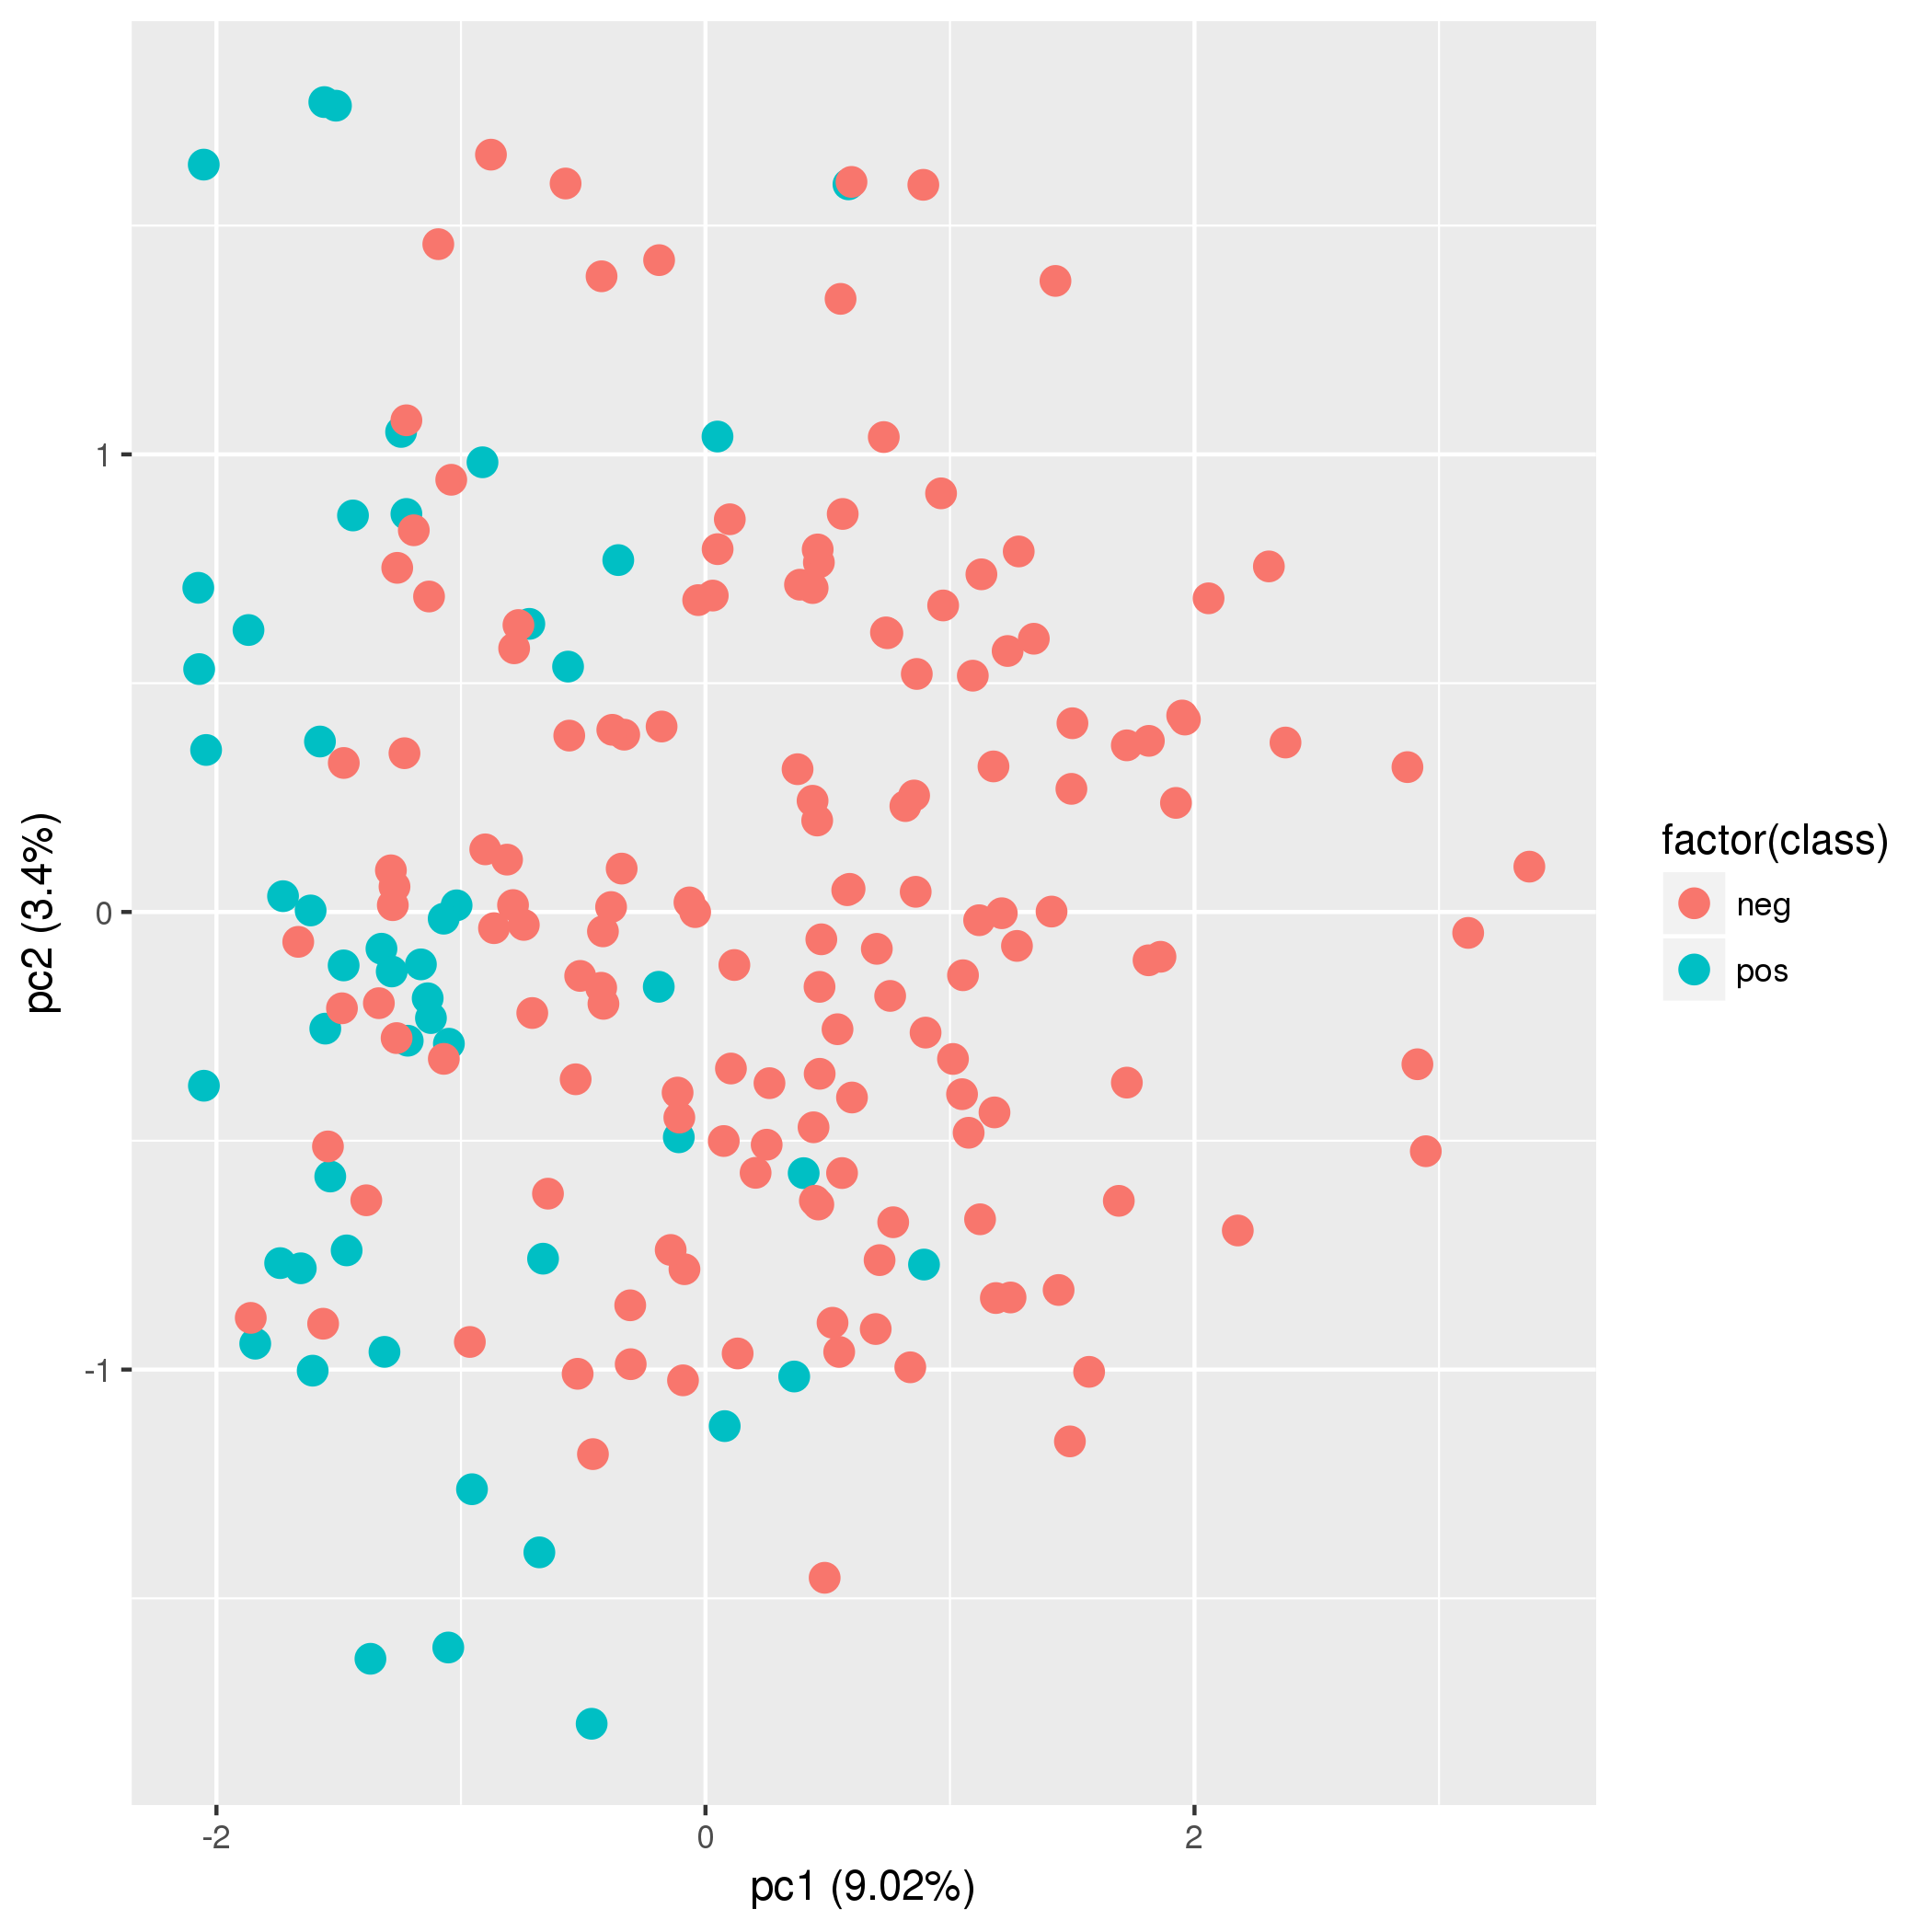 1
0
-1
pc2 (3.4%)
-2
0
2
pc1 (9.02%)
factor(class)
neg
pos